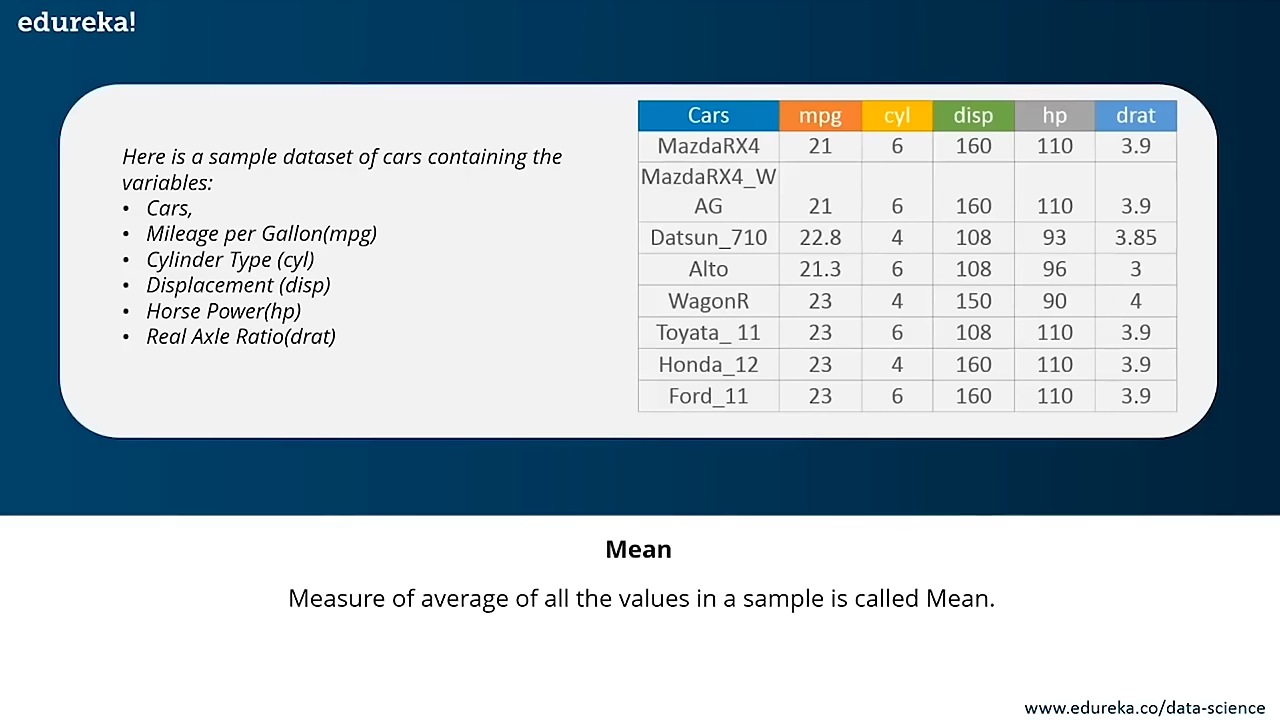 edureka!
Here is a sample dataset of cars containing the
variables:
• Cars,
• Mileage per Gallon(mpg)
• Cylinder Type (cyl)
• Displacement (disp)
• Horse Power(hp)
• Real Axle Ratio(drat)
Cars mpg cyl disp hp drat
MazdaRX4 21 6 160 110 3.9
MazdaRX4_W
AG 21 6 160 110 3.9
Datsun_710 22.8 4 108 93 3.85
Alto 21.3 6 108 96 3
WagonR 23 4 150 90 4
Toyata_ 11 23 6 108 110 3.9
Honda_12 23 4 160 110 3.9
Ford_11 23 6 160 110 3.9
Mean
Measure of average of all the values in a sample is called Mean.
www.edureka.co/data-science